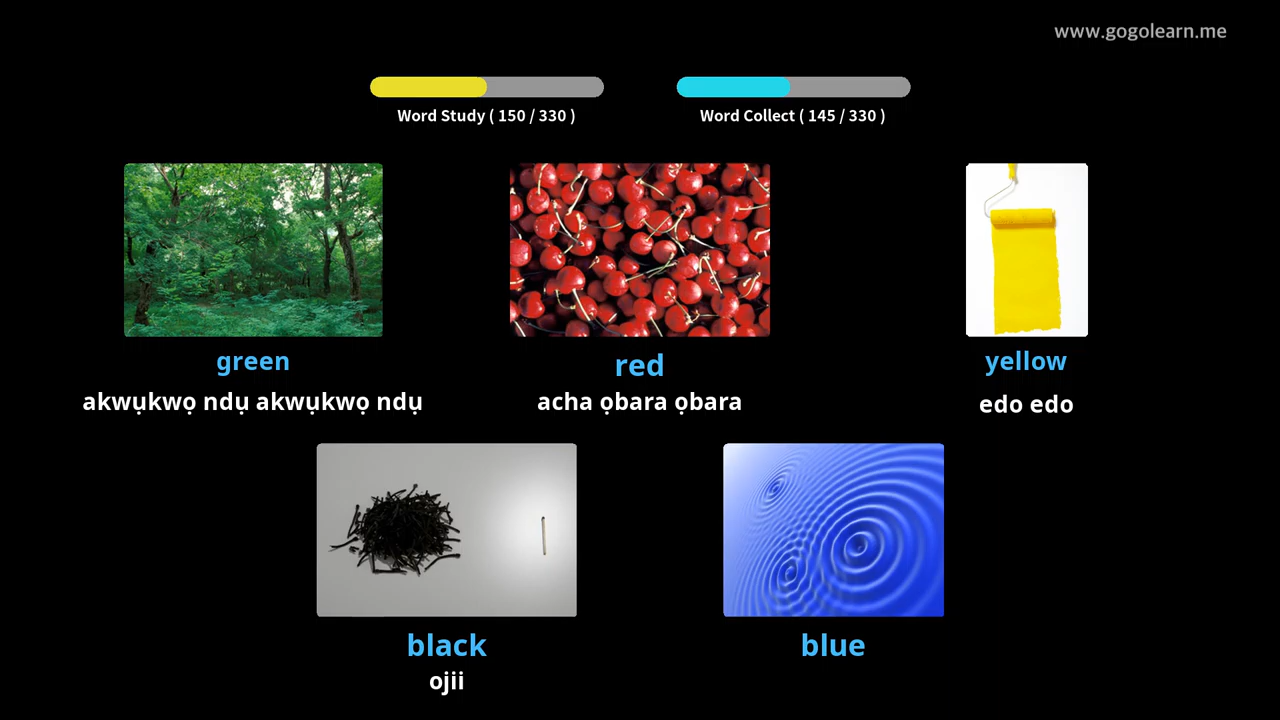 www.gogolearn.me
Word Study ( 150 / 330 )
Word Collect ( 145 / 330 )
green
akwụkwọ ndụ akwụkwọ ndụ
red
acha ọbara ọbara
yellow
edo edo
black
ojii
blue